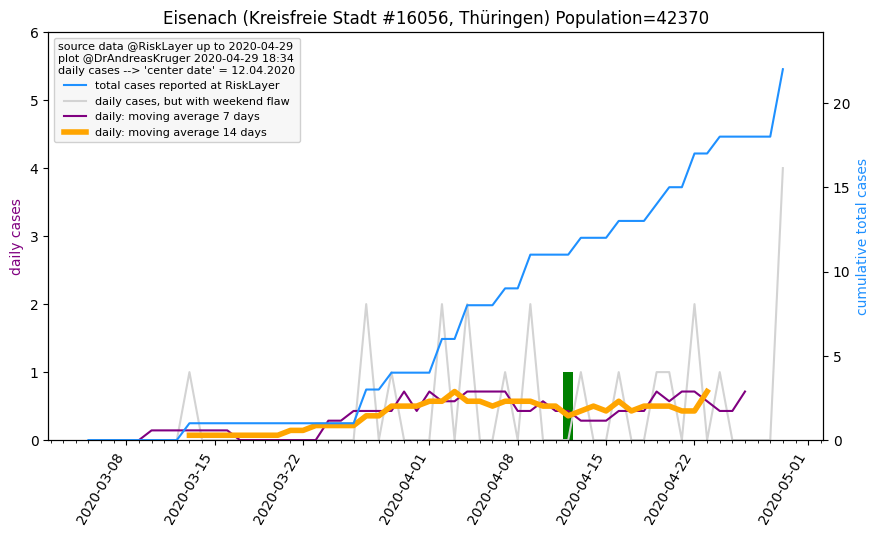 Eisenach (Kreisfreie Stadt #16056, Thüringen) Population=42370
source data @RiskLayer up to 2020-04-29
plot @DrAndreasKruger 2020-04-29 18:34
daily cases --> 'center date' = 12.04.2020
total cases reported at RiskLayer
daily cases, but with weekend flaw
daily: moving average 7 days
daily: moving average 14 days
daily cases
6
5
4
3
2
1
0
cumulative total cases
20
15
10
5
0
2020-03-08
2020-03-15
2020-03-22
2020-04-01
2020-04-08
2020-04-15
2020-04-22
2020-05-01